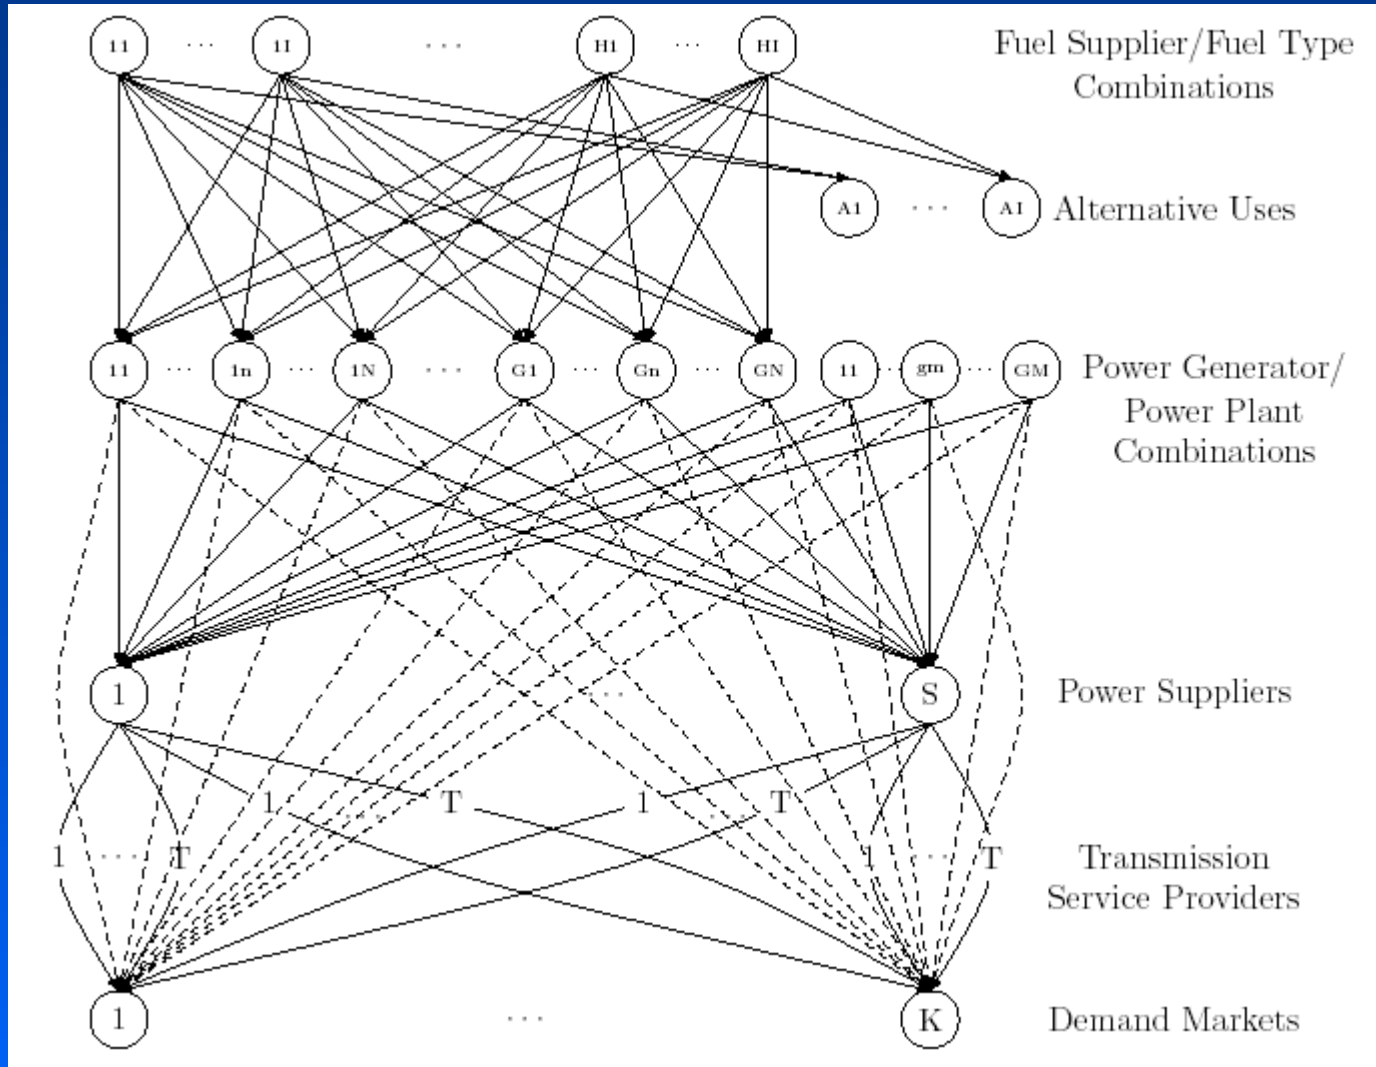 11 ··· 1I ··· H1 ··· HI
Fuel Supplier/Fuel Type
Combinations
A1 ··· AI Alternative Uses
11 ··· 1n ··· 1N ··· G1 ··· Gn ··· GN 11 ·· gm ··· GM
Power Generator/
Power Plant
Combinations
1 ··· S Power Suppliers
1 ··· T 1 ··· T
1 ··· T 1 ··· T
Transmission
Service Providers
1 ··· K Demand Markets